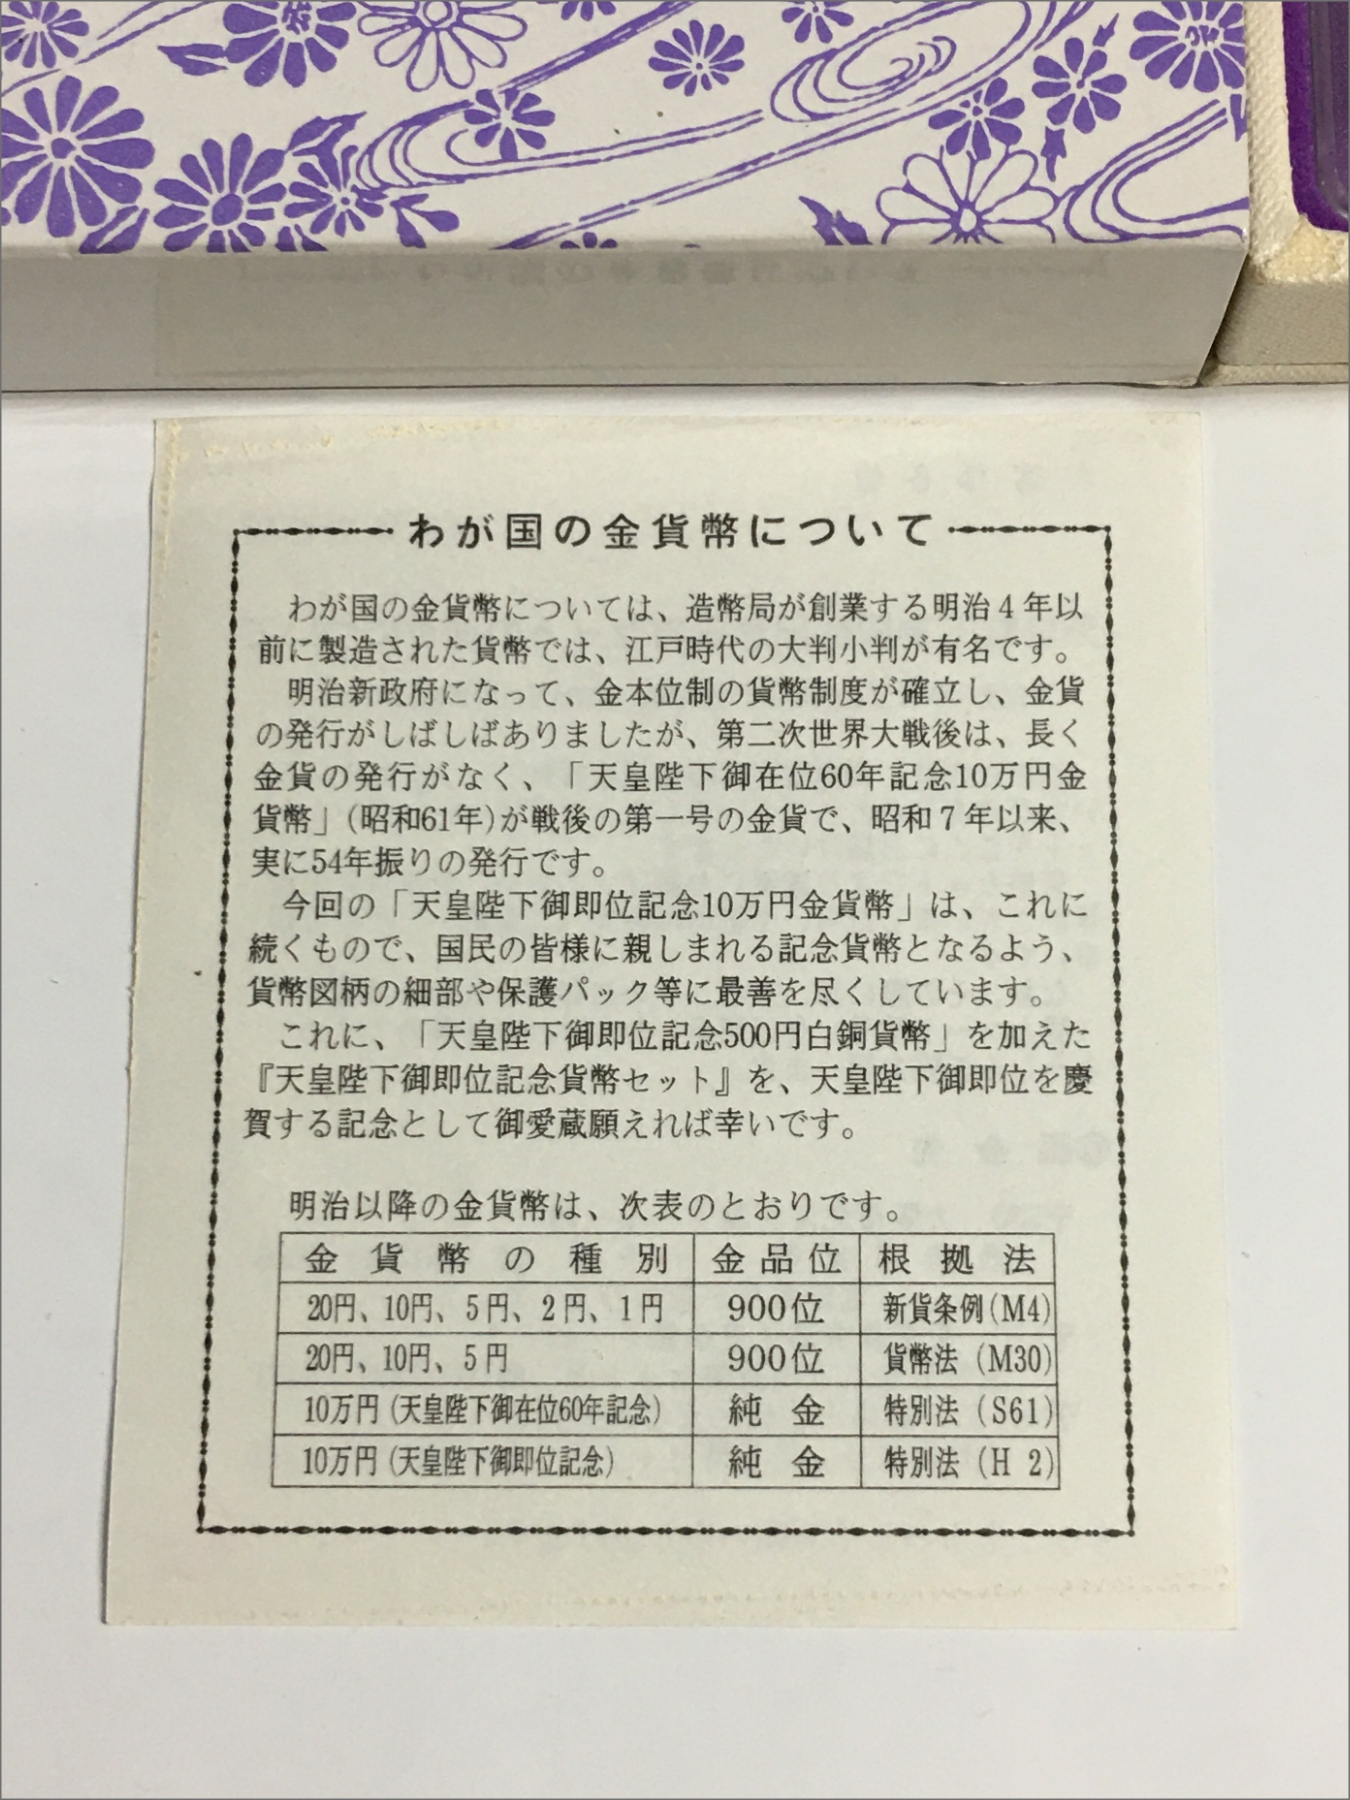 わが国の金貨幣について
わが国の金貨幣については、造幣局が創業する明治4年以
前に製造された貨幣では、江戸時代の大判小判が有名です。
明治新政府になって、金本位制の貨幣制度が確立し、金貨
の発行がしばしばありましたが、第二次世界大戦後は、長く
金貨の発行がなく、「天皇陛下御在位60年記念10万円金
貨幣」(昭和61年)が戦後の第一号の金貨で、昭和7年以来、
実に54年振りの発行です。
今回の「天皇陛下御即位記念10万円金貨幣」は、これに
続くもので、国民の皆様に親しまれる記念貨幣となるよう、
貨幣図柄の細部や保護パック等に最善を尽くしています。
これに、「天皇陛下御即位記念500円白銅貨幣」を加えた
『天皇陛下御即位記念貨幣セット』を、天皇陛下御即位を慶
賀する記念として御愛蔵願えれば幸いです。
明治以降の金貨幣は、次表のとおりです。
金貨幣の種別 金品位 根拠法
20円、10円、5円、2円、1円 900位 新貨条例(M4)
20円、10円、5円 900位 貨幣法(M30)
10万円(天皇陛下御在位60年記念) 純金 特別法(S61)
10万円(天皇陛下御即位記念) 純金 特別法(H 2)